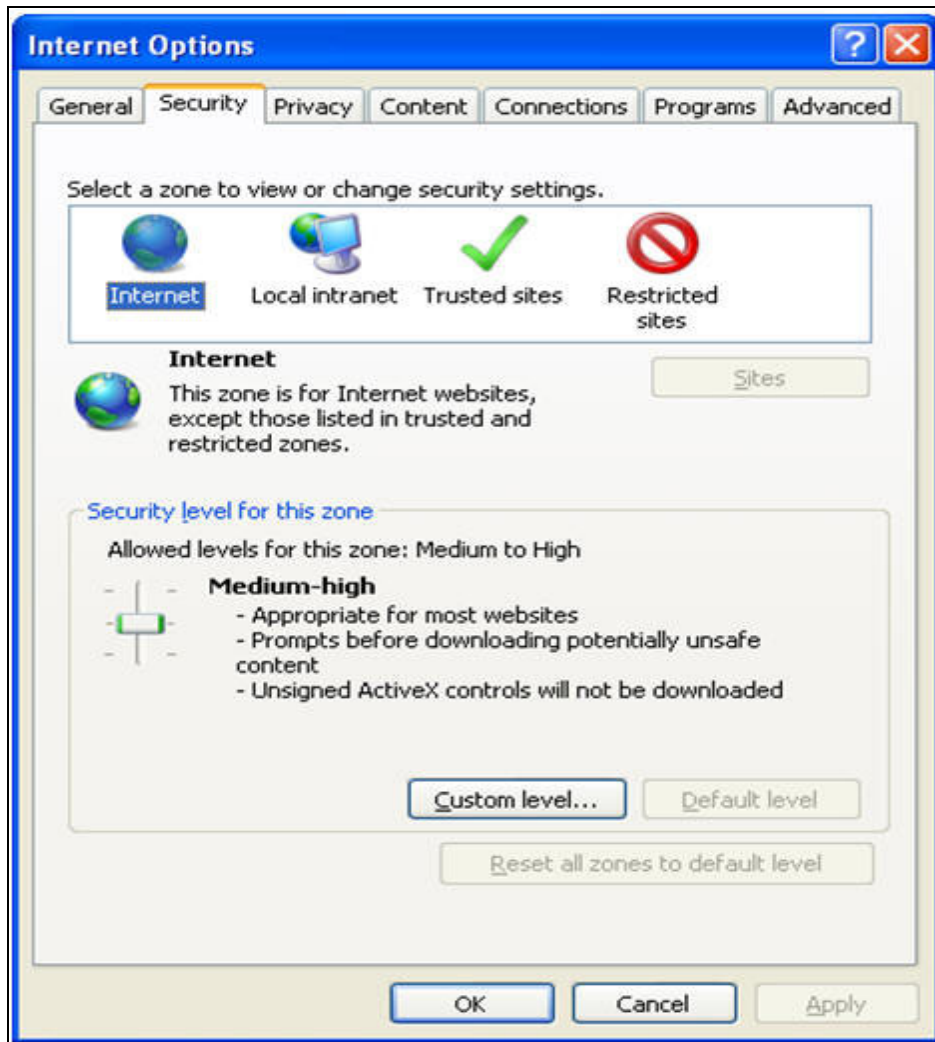 Internet Options
?
General Security Privacy Content Connections Programs Advanced
Select a zone to view or change security settings.
Internet Local intranet Trusted sites Restricted
sites
Internet
Sites
This zone is for Internet websites,
except those listed in trusted and
restricted zones.
Security level for this zone
Allowed levels for this zone: Medium to High
Medium-high
- Appropriate for most websites
- Prompts before downloading potentially unsafe
content
- Unsigned ActiveX controls will not be downloaded
Custom level... Default level
Reset all zones to default level
OK Cancel Apply